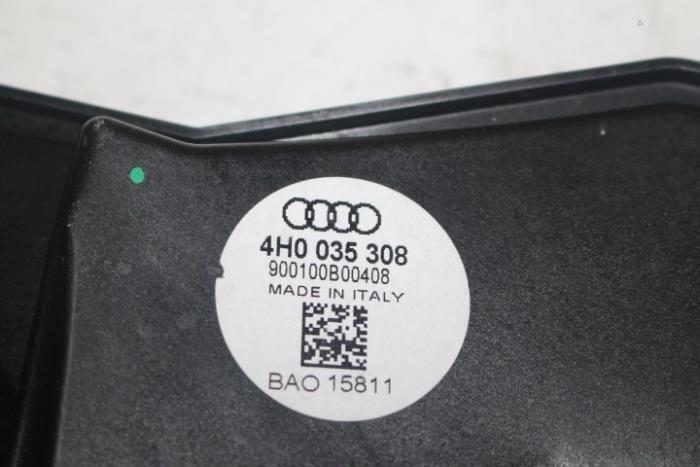 4H0 035 308
900100B00408
MADE IN ITALY
BAO 15811